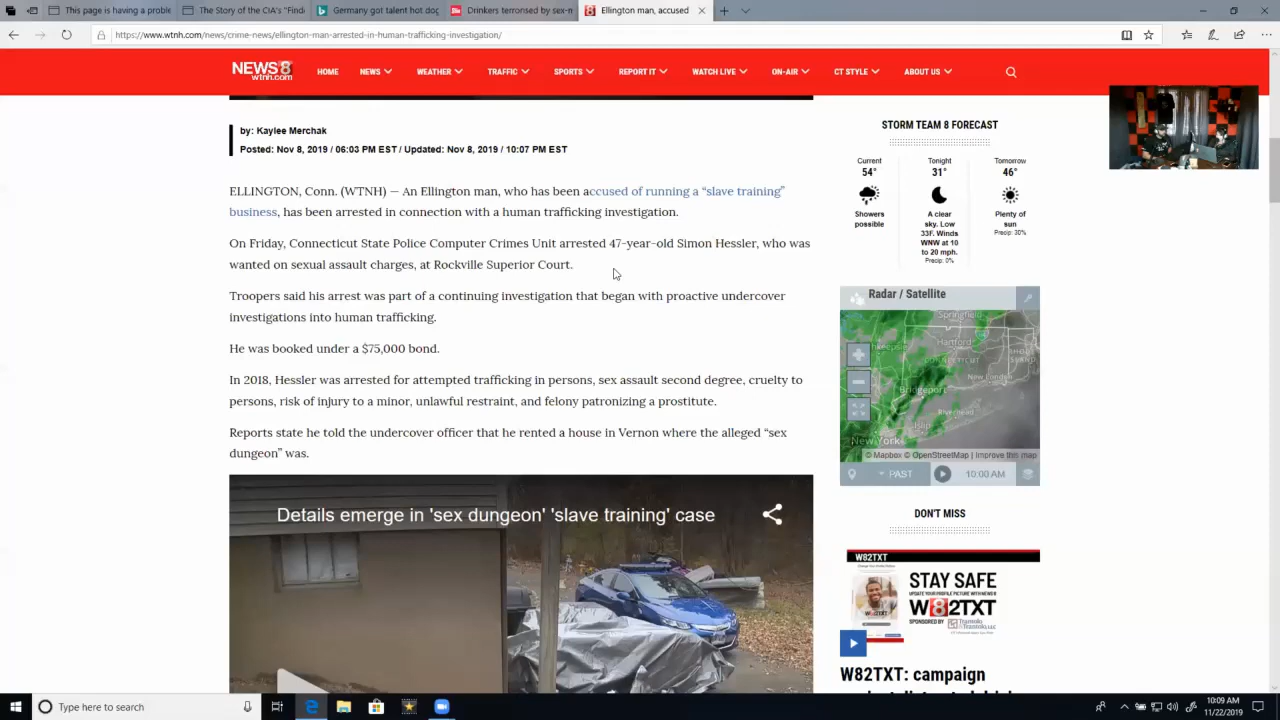 This page is having a proble
The Story of the CIA's "Finde
Germany got talent hot dog
Drinkers terrorised by sex-m
Ellington man, accused
https://www.wtnh.com/news/crime-news/ellington-man-arrested-in-human-trafficking-investigation/
NEWS 8
wtnh.com
HOME NEWS WEATHER TRAFFIC SPORTS REPORT IT WATCH LIVE ON-AIR CT STYLE ABOUT US
by: Kaylee Merchak
Posted: Nov 8, 2019 / 06:03 PM EST / Updated: Nov 8, 2019 / 10:07 PM EST
ELLINGTON, Conn. (WTNH) — An Ellington man, who has been accused of running a “slave training”
business, has been arrested in connection with a human trafficking investigation.
On Friday, Connecticut State Police Computer Crimes Unit arrested 47-year-old Simon Hessler, who was
wanted on sexual assault charges, at Rockville Superior Court.
Troopers said his arrest was part of a continuing investigation that began with proactive undercover
investigations into human trafficking.
He was booked under a $75,000 bond.
In 2018, Hessler was arrested for attempted trafficking in persons, sex assault second degree, cruelty to
persons, risk of injury to a minor, unlawful restraint, and felony patronizing a prostitute.
Reports state he told the undercover officer that he rented a house in Vernon where the alleged “sex
dungeon” was.
Details emerge in 'sex dungeon' 'slave training' case
STORM TEAM 8 FORECAST
Current Tonight Tomorrow
54° 31° 46°
Showers
possible
A clear
sky. Low
33F. Winds
WNW at 10
to 20 mph.
Precip: 0%
Plenty of
sun
Precip: 30%
Radar / Satellite
Springfield
Hartford
CONNECTICUT
New London
Bridgeport
Riverhead
Islip
New York
© Mapbox © OpenStreetMap | Improve this map
PAST 10:00 AM
DON'T MISS
W82TXT
STAY SAFE
UPDATE YOUR PROFILE PICTURE WITH NEWS 8
W82TXT
SPONSORED BY
W82TXT: campaign
Type here to search
10:09 AM
11/22/2019